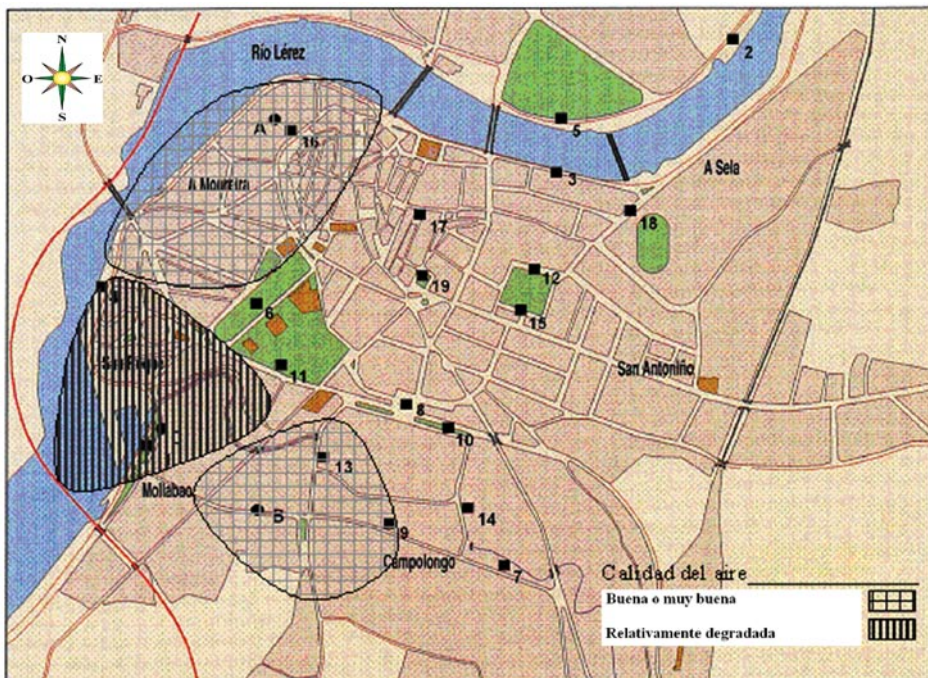 N
O E
S
Río Lérez
2
5
A
16
A Moureira
3
A Sela
18
17
19
12
15
6
11
San Antoniño
8
10
13
Mollabao
B
9
14
Campolongo
7
Calidad del aire
Buena o muy buena
Relativamente degradada